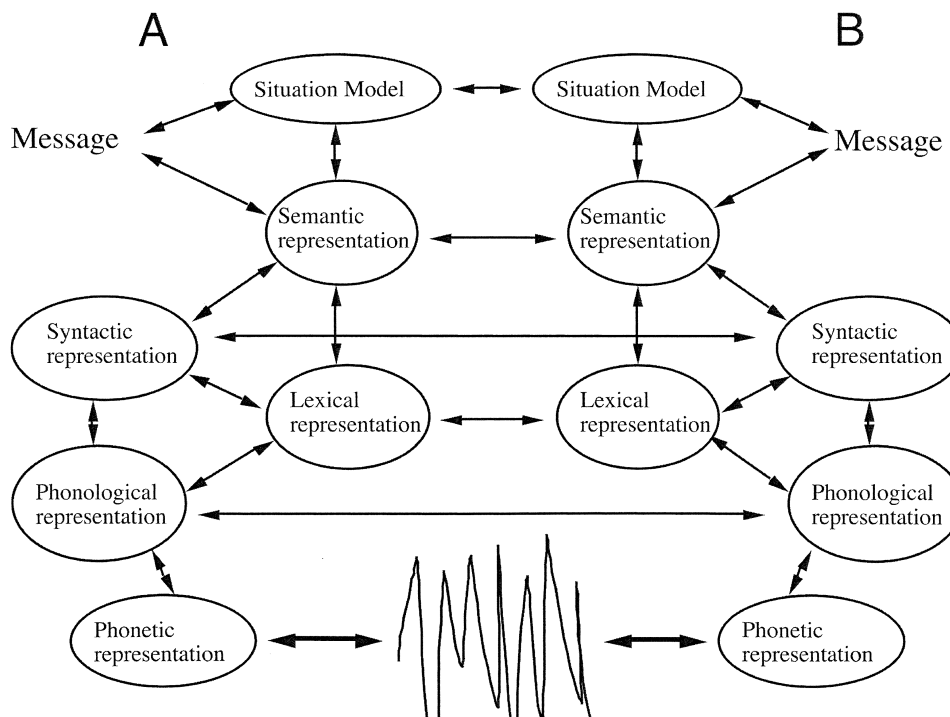 A
B
Situation Model
Situation Model
Message
Message
Semantic
representation
Semantic
representation
Syntactic
representation
Syntactic
representation
Lexical
representation
Lexical
representation
Phonological
representation
Phonological
representation
Phonetic
representation
Phonetic
representation